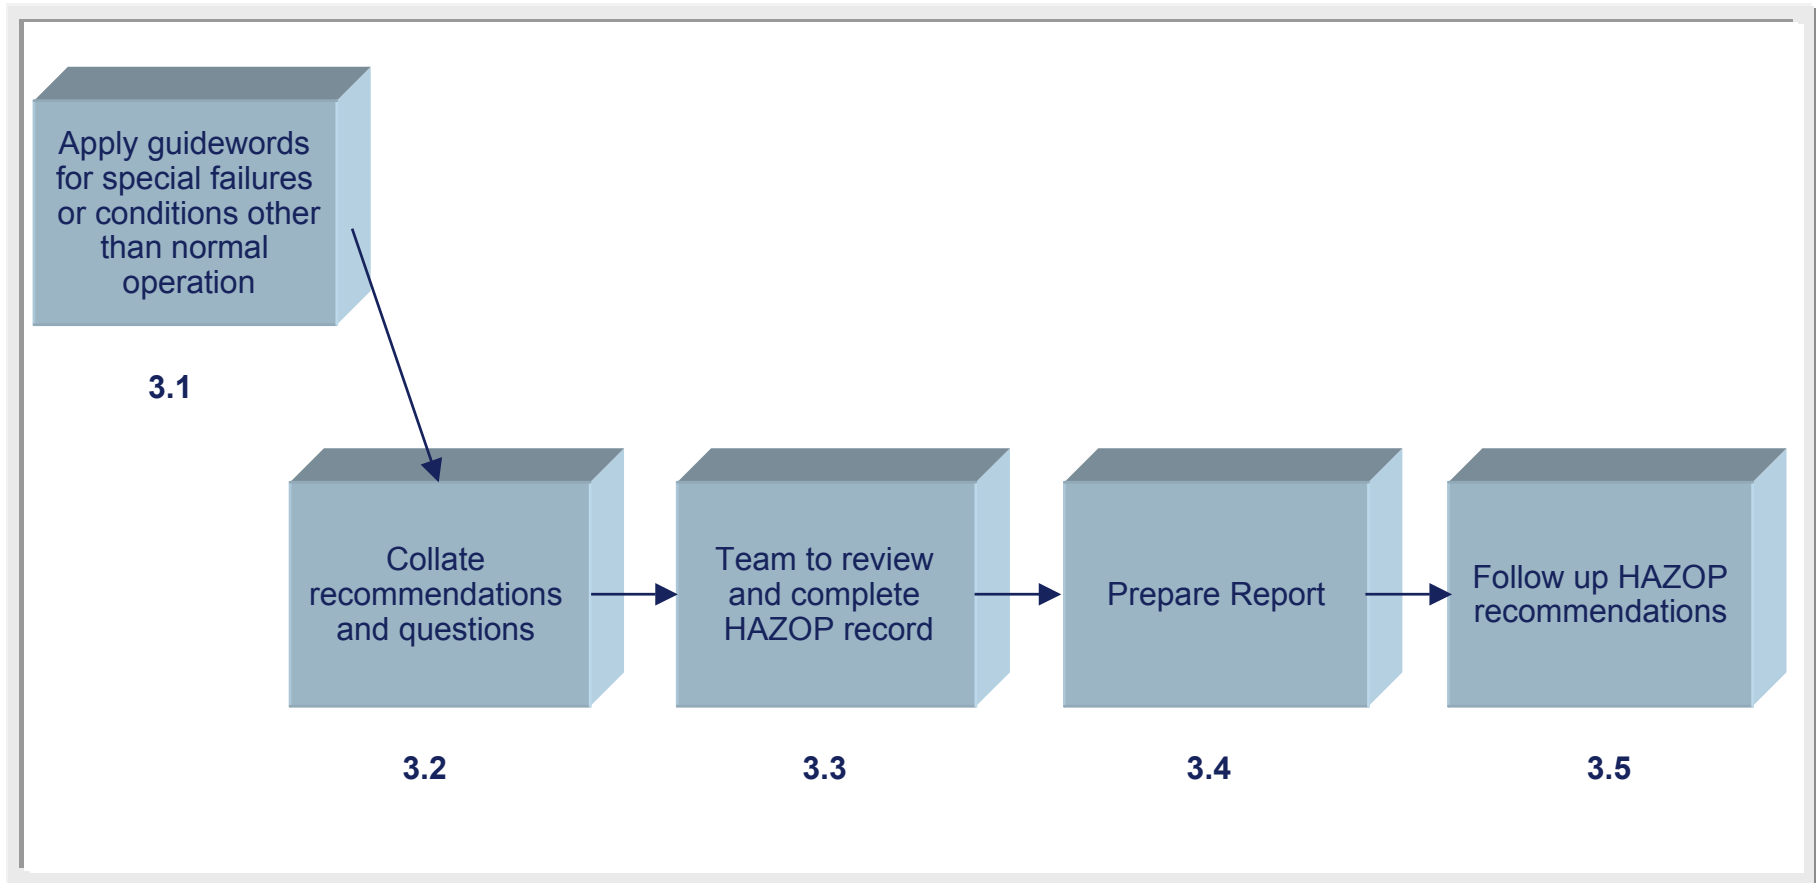 Apply guidewords
for special failures
or conditions other
than normal
operation
3.1
Collate
recommendations
and questions
3.2
Team to review
and complete
HAZOP record
3.3
Prepare Report
3.4
Follow up HAZOP
recommendations
3.5